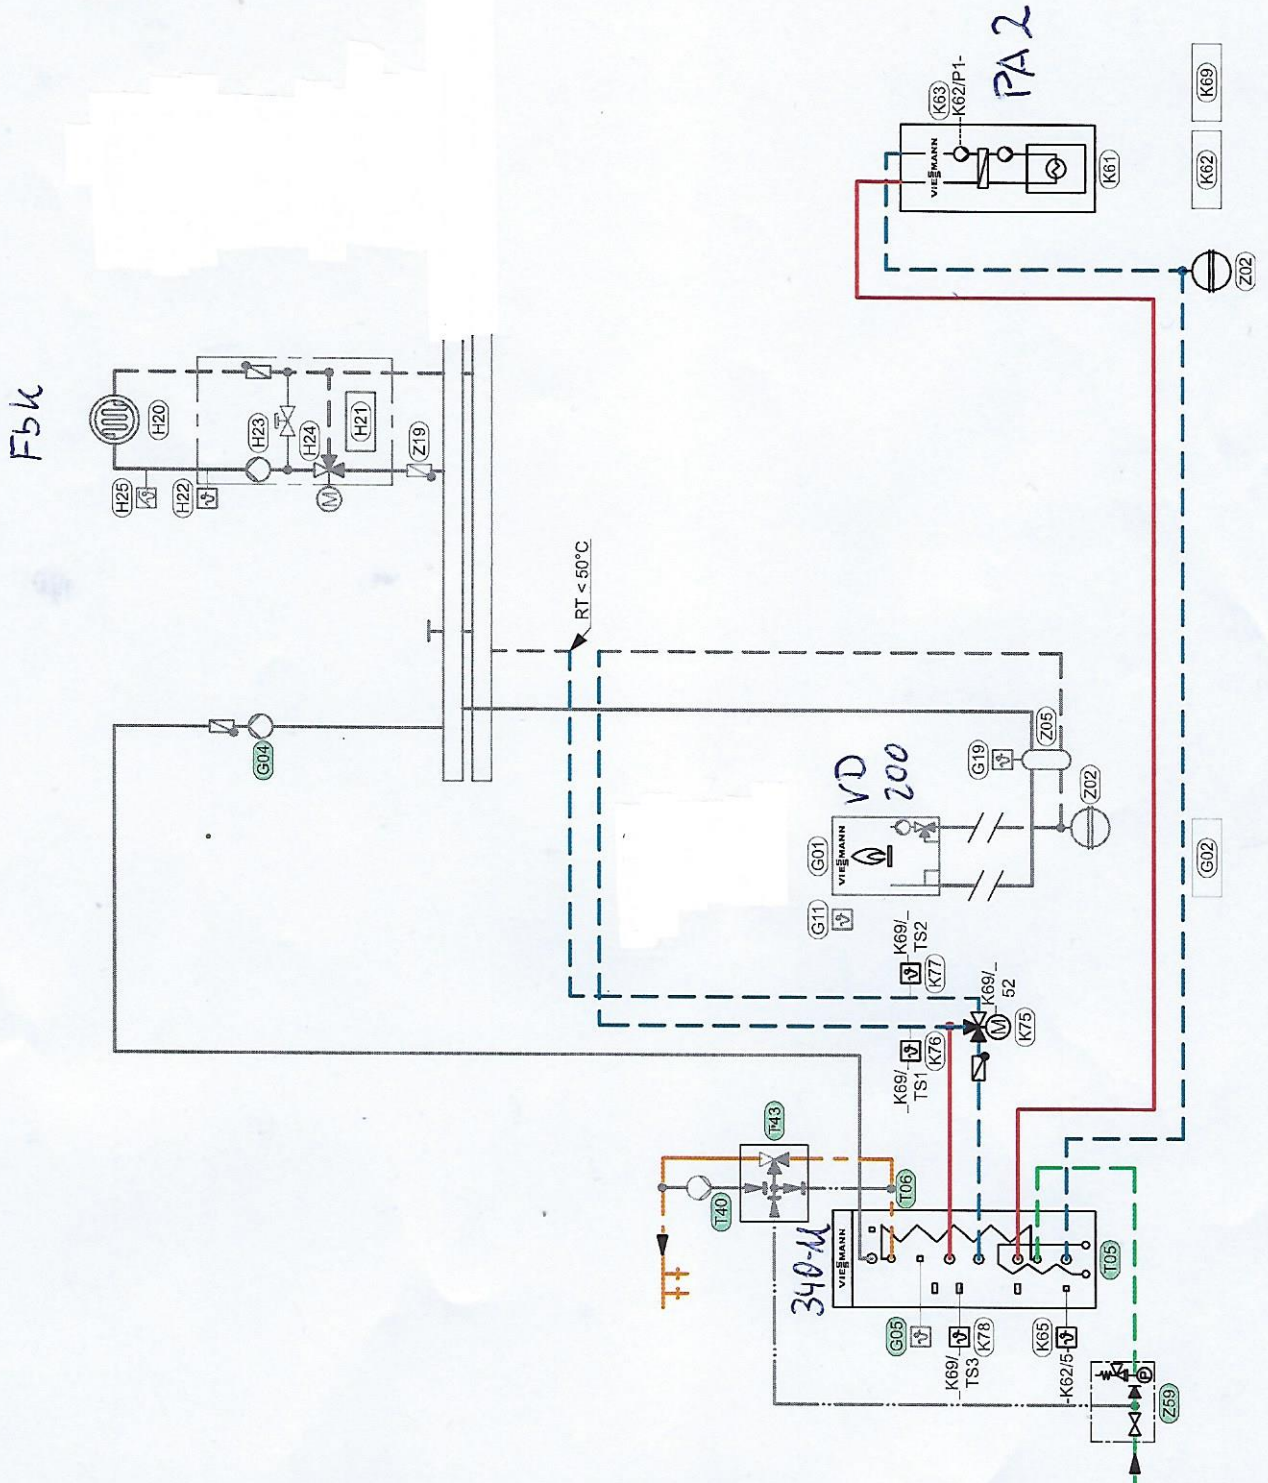 Fbk
PA2
K63
K62/P1-
VIESMANN
K61
K69
K62
Z02
H20
H23
H24
H21
Z19
H25
H22
M
RT < 50°C
G04
VD
200
G19
Z05
Z02
G01
VIESMANN
G11
G02
K69/_
TS2
K77
K69/_
52
M
K75
_K69/_
TS1
K76
T43
T40
T06
340-M
VIESMANN
T05
G05
K78
_K69/_
TS3
K65
-K62/5-
P
Z59